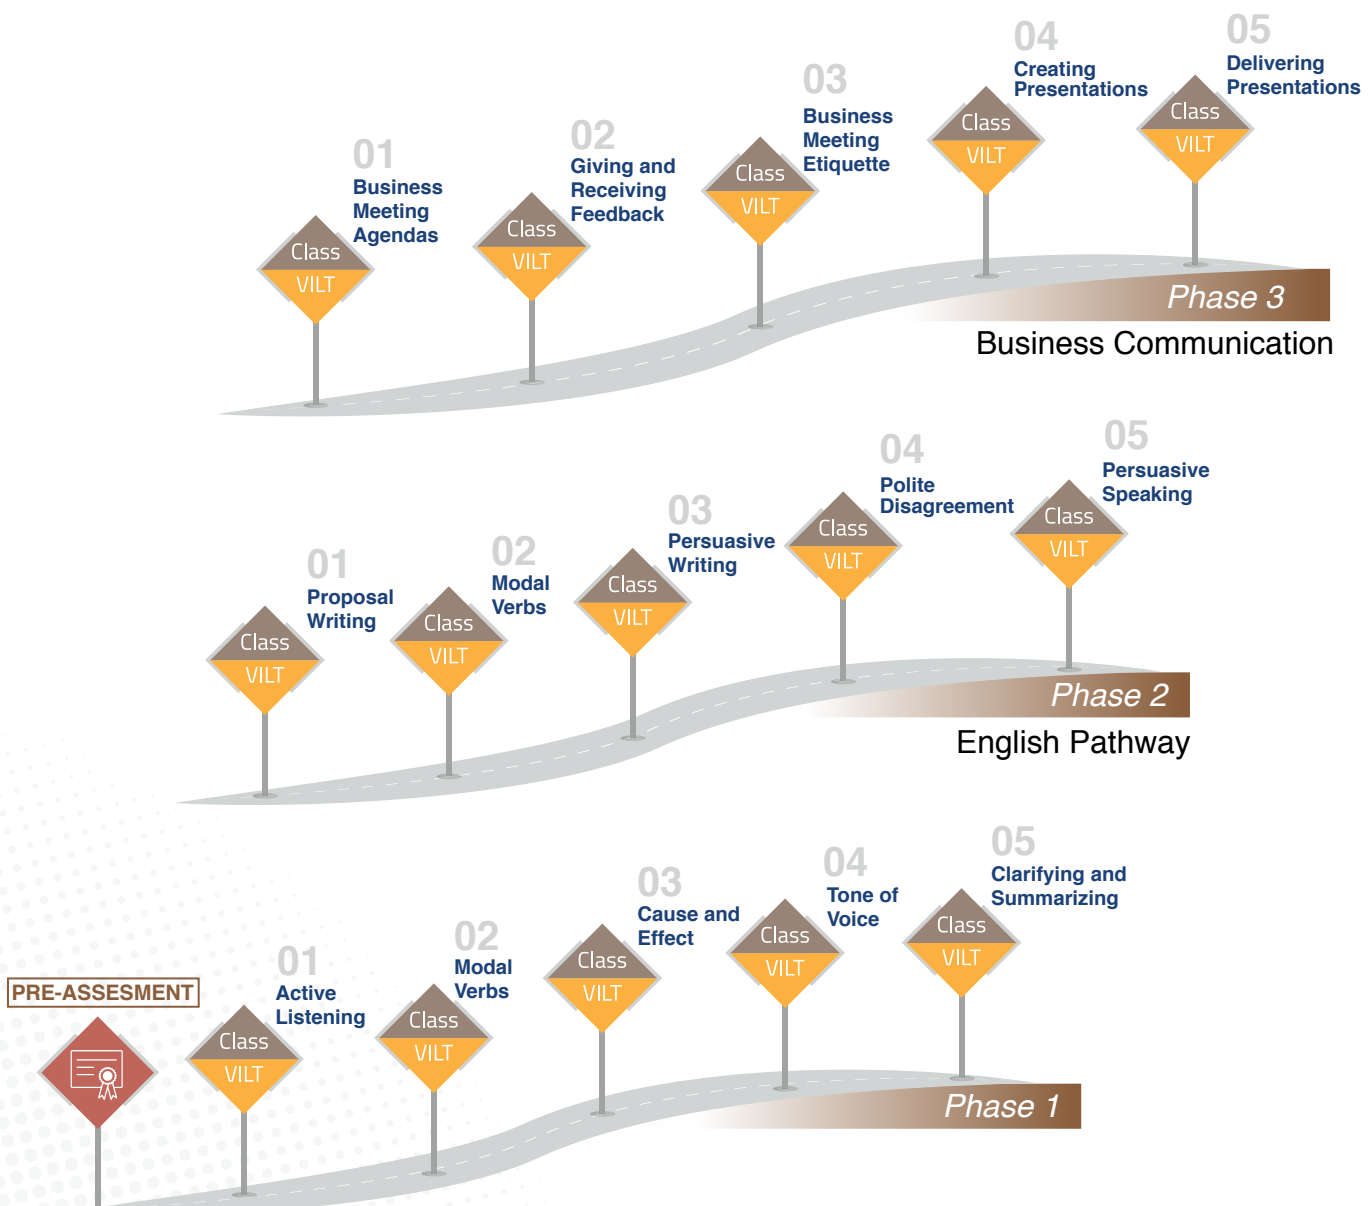 01
Business
Meeting
Agendas
Class
VILT
02
Giving and
Receiving
Feedback
Class
VILT
03
Business
Meeting
Etiquette
Class
VILT
04
Creating
Presentations
Class
VILT
05
Delivering
Presentations
Class
VILT
Phase 3
Business Communication
01
Proposal
Writing
Class
VILT
02
Modal
Verbs
Class
VILT
03
Persuasive
Writing
Class
VILT
04
Polite
Disagreement
Class
VILT
05
Persuasive
Speaking
Class
VILT
Phase 2
English Pathway
PRE-ASSESMENT
01
Active
Listening
Class
VILT
02
Modal
Verbs
Class
VILT
03
Cause and
Effect
Class
VILT
04
Tone of
Voice
Class
VILT
05
Clarifying and
Summarizing
Class
VILT
Phase 1